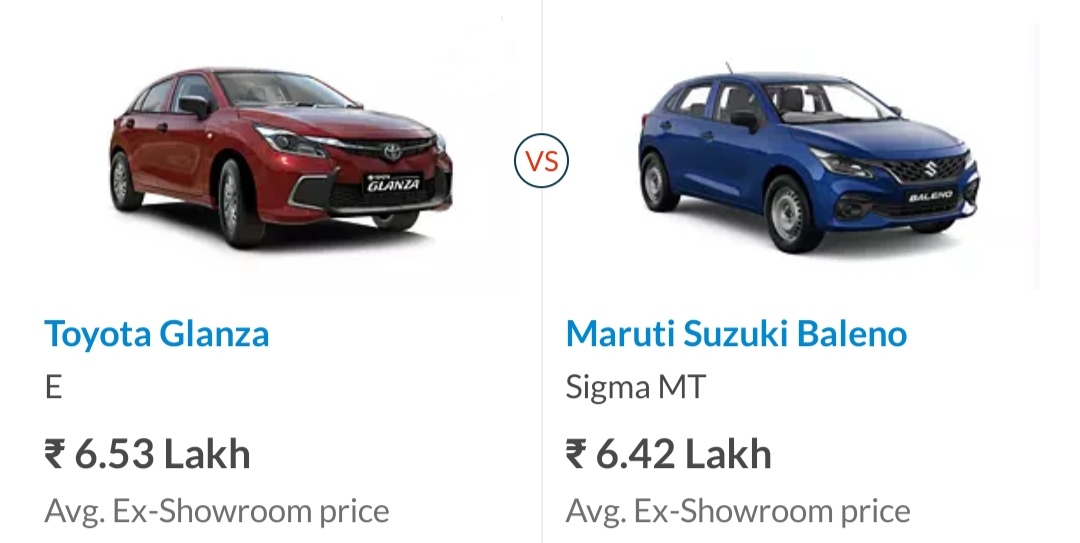 TOYOTA
GLANZA
VS
BALENO
Toyota Glanza
E
₹ 6.53 Lakh
Avg. Ex-Showroom price
Maruti Suzuki Baleno
Sigma MT
₹ 6.42 Lakh
Avg. Ex-Showroom price